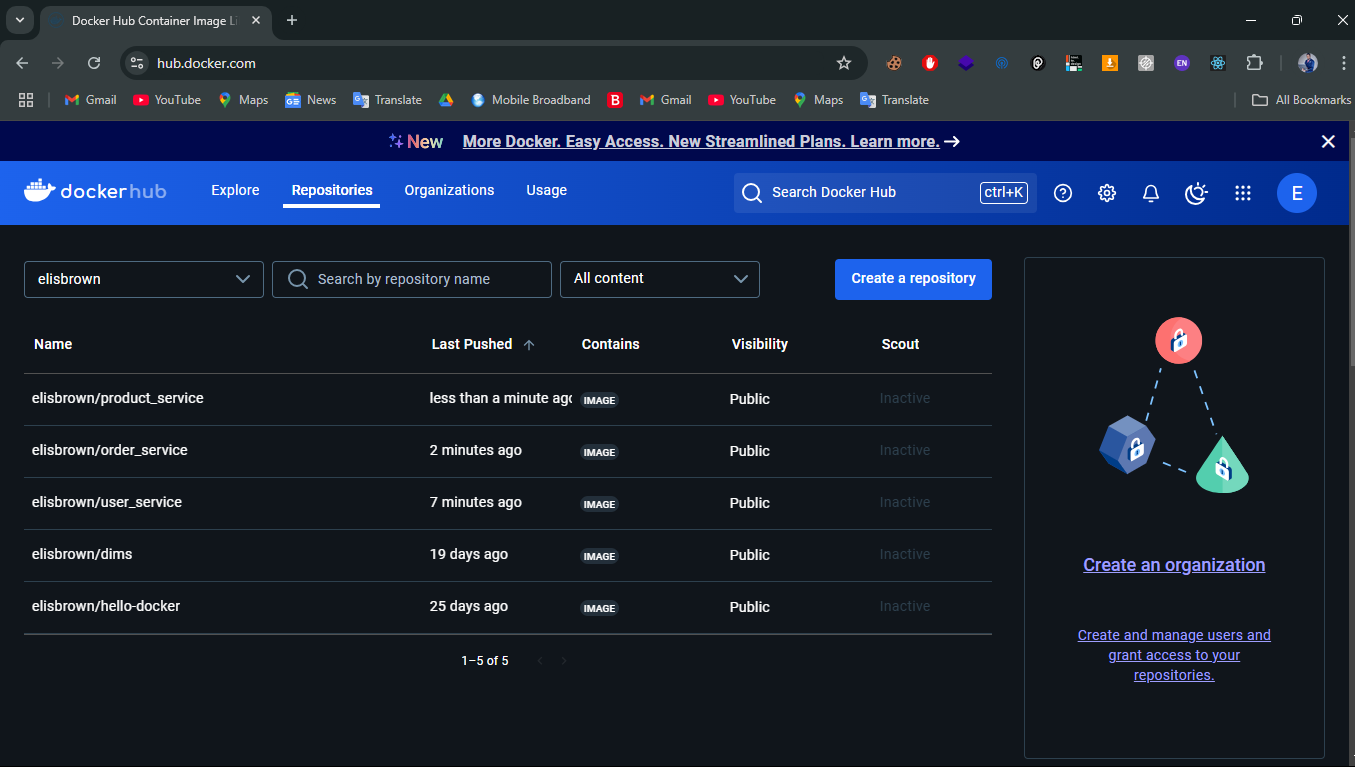 Docker Hub Container Image Li
hub.docker.com
EN
Gmail YouTube Maps News Translate Mobile Broadband B Gmail YouTube Maps Translate All Bookmarks
New More Docker. Easy Access. New Streamlined Plans. Learn more. →
dockerhub Explore Repositories Organizations Usage Search Docker Hub ctrl+K E
elisbrown Search by repository name All content Create a repository
Name Last Pushed Contains Visibility Scout
elisbrown/product_service less than a minute ago IMAGE Public Inactive
elisbrown/order_service 2 minutes ago IMAGE Public Inactive
elisbrown/user_service 7 minutes ago IMAGE Public Inactive
elisbrown/dims 19 days ago IMAGE Public Inactive
elisbrown/hello-docker 25 days ago IMAGE Public Inactive
1–5 of 5
Create an organization
Create and manage users and
grant access to your
repositories.